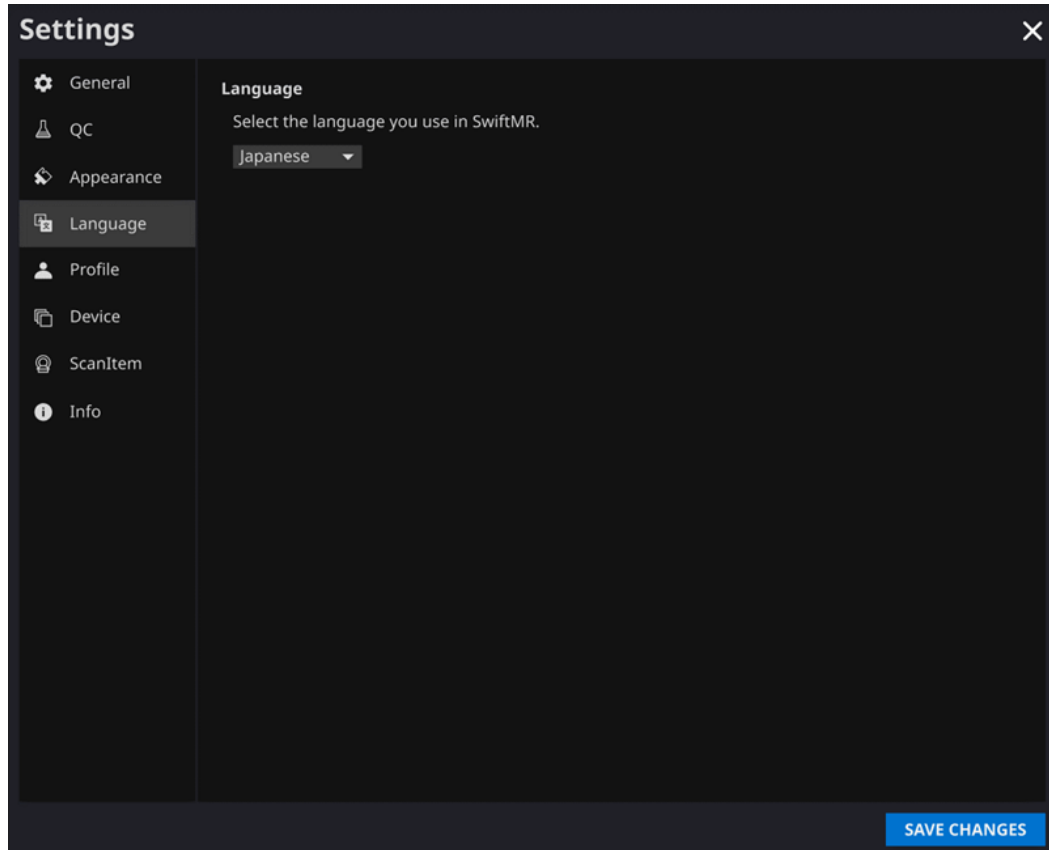 Settings
General
QC
Appearance
Language
Profile
Device
ScanItem
Info
Language
Select the language you use in SwiftMR.
Japanese
SAVE CHANGES